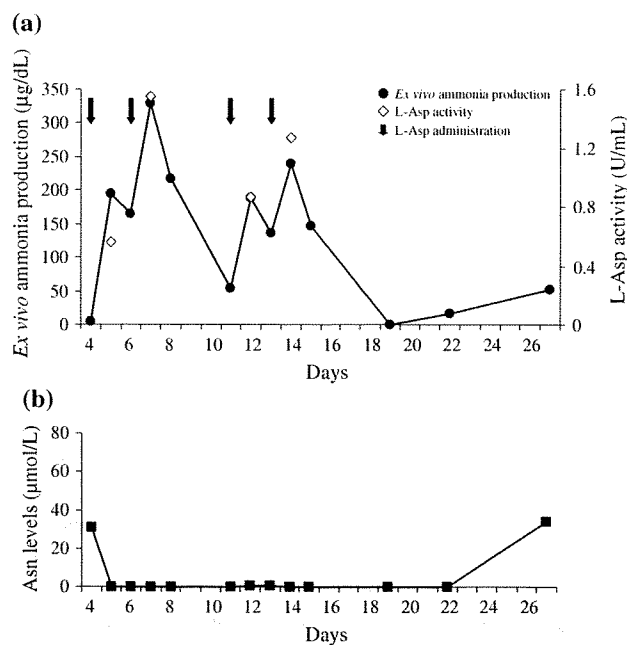 (a)
Ex vivo ammonia production (µg/dL)
350
300
250
200
150
100
50
0
Ex vivo ammonia production
L-Asp activity
L-Asp administration
1.6
1.2
0.8
0.4
0
L-Asp activity (U/mL)
4 6 8 10 12 14 16 18 20 22 24 26
Days
(b)
Asn levels (µmol/L)
80
60
40
20
0
4 6 8 10 12 14 16 18 20 22 24 26
Days